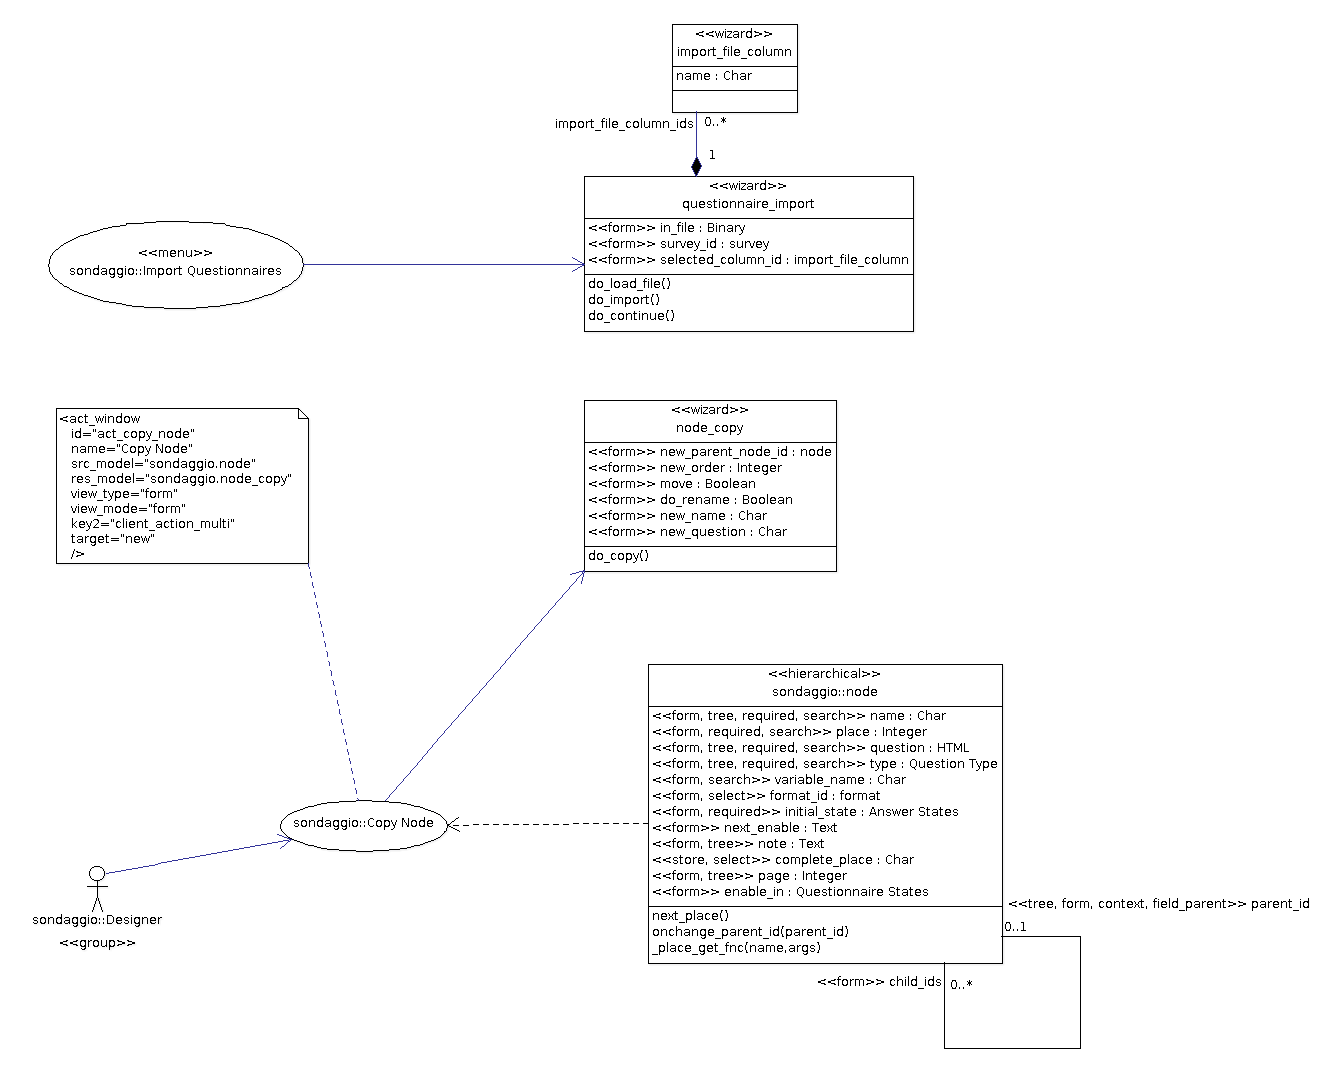 <<wizard>>
import_file_column
name : Char
import_file_column_ids
0..*
1
<<wizard>>
questionnaire_import
<<form>> in_file : Binary
<<form>> survey_id : survey
<<form>> selected_column_id : import_file_column
do_load_file()
do_import()
do_continue()
<<menu>>
sondaggio::Import Questionnaires
<act_window
id="act_copy_node"
name="Copy Node"
src_model="sondaggio.node"
res_model="sondaggio.node_copy"
view_type="form"
view_mode="form"
key2="client_action_multi"
target="new"
/>
<<wizard>>
node_copy
<<form>> new_parent_node_id : node
<<form>> new_order : Integer
<<form>> move : Boolean
<<form>> do_rename : Boolean
<<form>> new_name : Char
<<form>> new_question : Char
do_copy()
<<hierarchical>>
sondaggio::node
<<form, tree, required, search>> name : Char
<<form, required, search>> place : Integer
<<form, tree, required, search>> question : HTML
<<form, tree, required, search>> type : Question Type
<<form, search>> variable_name : Char
<<form, select>> format_id : format
<<form, required>> initial_state : Answer States
<<form>> next_enable : Text
<<form, tree>> note : Text
<<store, select>> complete_place : Char
<<form, tree>> page : Integer
<<form>> enable_in : Questionnaire States
next_place()
onchange_parent_id(parent_id)
_place_get_fnc(name,args)
sondaggio::Copy Node
sondaggio::Designer
<<group>>
<<tree, form, context, field_parent>> parent_id
0..1
<<form>> child_ids
0..*